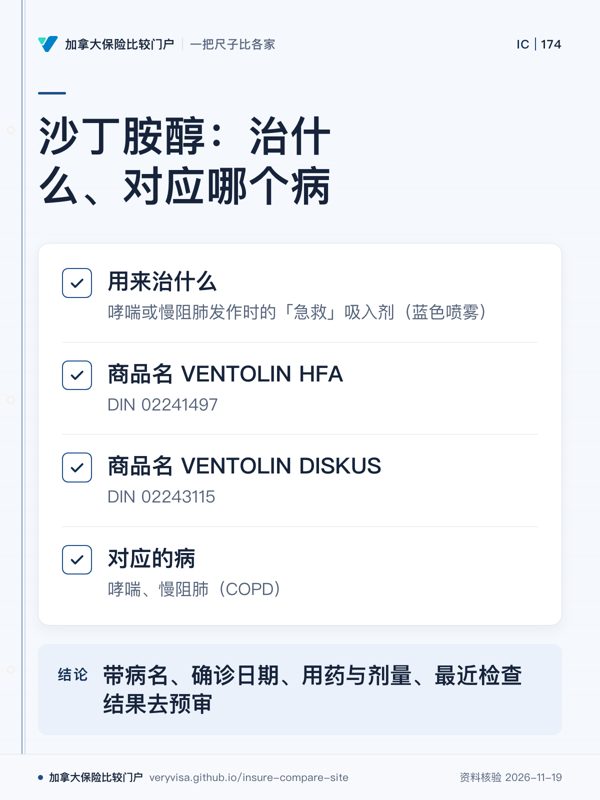 加拿大保险比较门户 一把尺子比各家
IC | 174
沙丁胺醇：治什
么、对应哪个病
用来治什么
哮喘或慢阻肺发作时的「急救」吸入剂（蓝色喷雾）
商品名 VENTOLIN HFA
DIN 02241497
商品名 VENTOLIN DISKUS
DIN 02243115
对应的病
哮喘、慢阻肺（COPD）
结论 带病名、确诊日期、用药与剂量、最近检查
结果去预审
加拿大保险比较门户 veryvisa.github.io/insure-compare-site
资料核验 2026-11-19